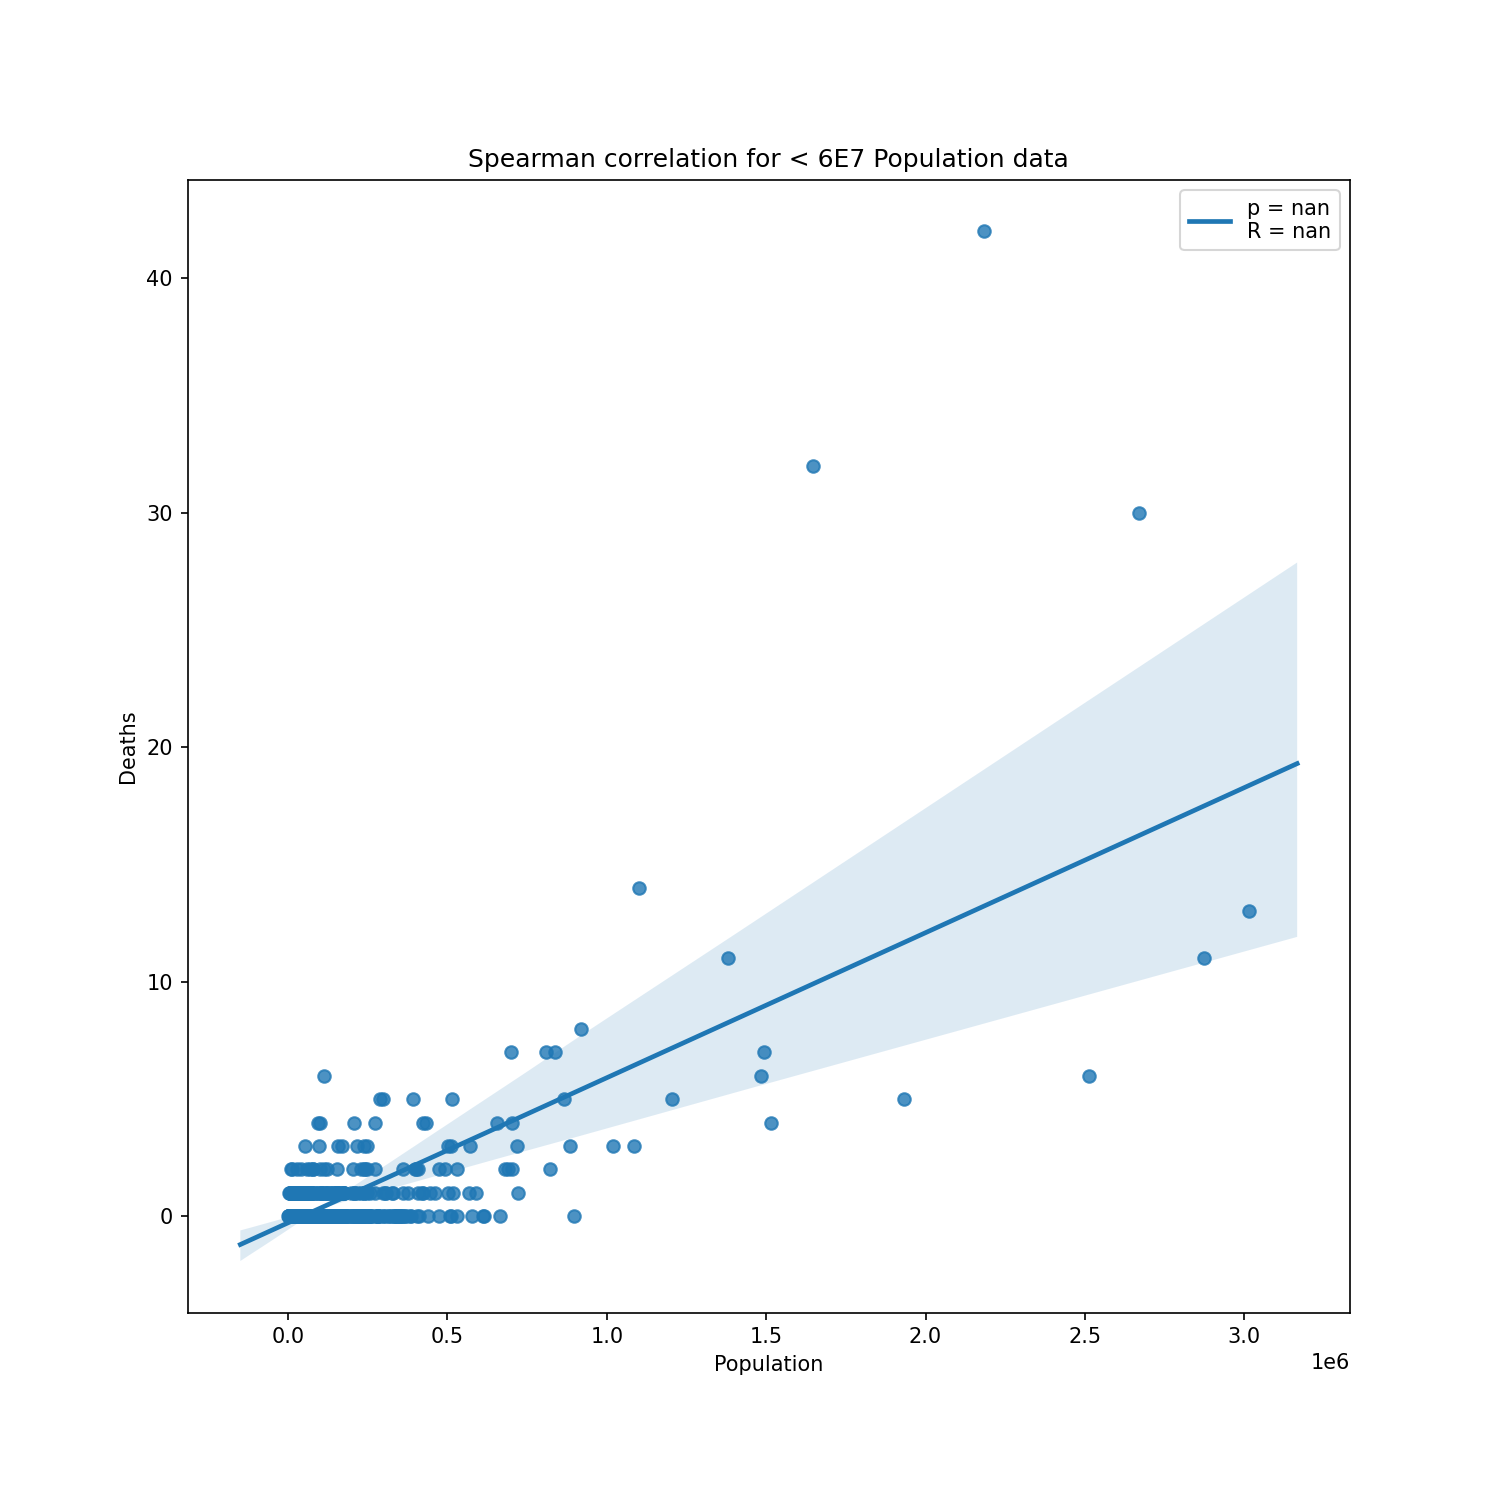 Spearman correlation for < 6E7 Population data
p = nan
R = nan
40
30
20
10
0
Deaths
0.0 0.5 1.0 1.5 2.0 2.5 3.0
1e6
Population